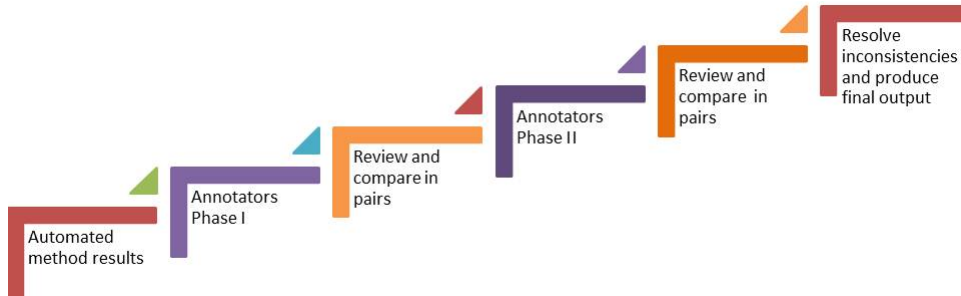 Automated
method results
Annotators
Phase I
Review and
compare in
pairs
Annotators
Phase II
Review and
compare in
pairs
Resolve
inconsistencies
and produce
final output